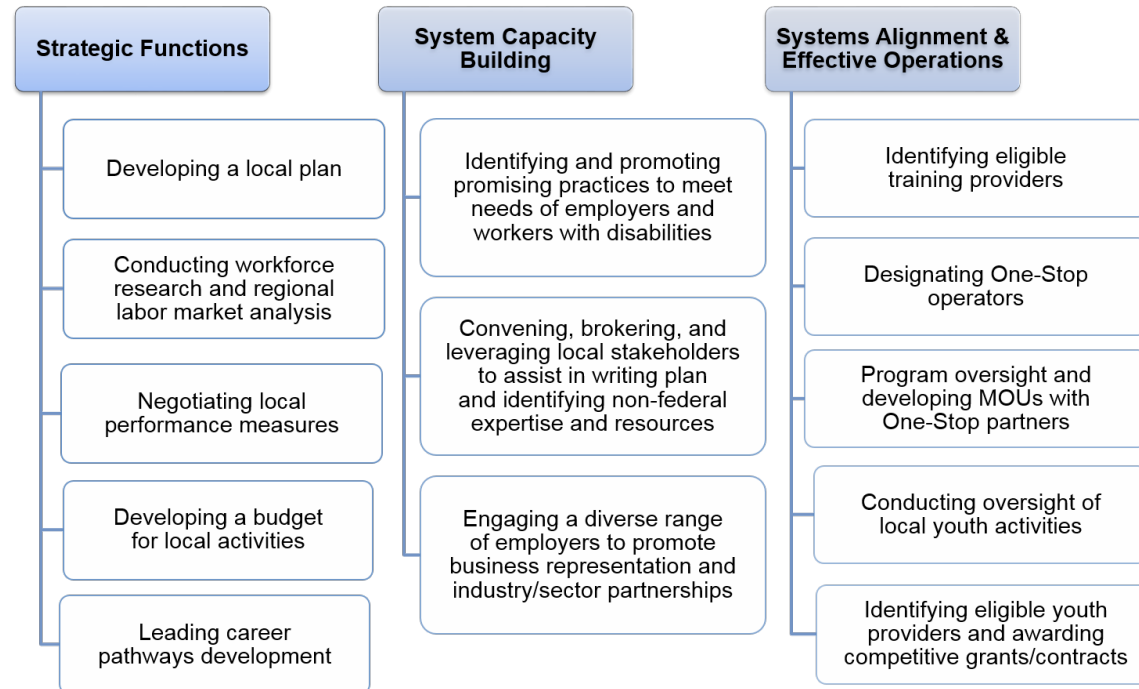 Strategic Functions
Developing a local plan
Conducting workforce
research and regional
labor market analysis
Negotiating local
performance measures
Developing a budget
for local activities
Leading career
pathways development
System Capacity
Building
Identifying and promoting
promising practices to meet
needs of employers and
workers with disabilities
Convening, brokering, and
leveraging local stakeholders
to assist in writing plan
and identifying non-federal
expertise and resources
Engaging a diverse range
of employers to promote
business representation and
industry/sector partnerships
Systems Alignment &
Effective Operations
Identifying eligible
training providers
Designating One-Stop
operators
Program oversight and
developing MOUs with
One-Stop partners
Conducting oversight of
local youth activities
Identifying eligible youth
providers and awarding
competitive grants/contracts